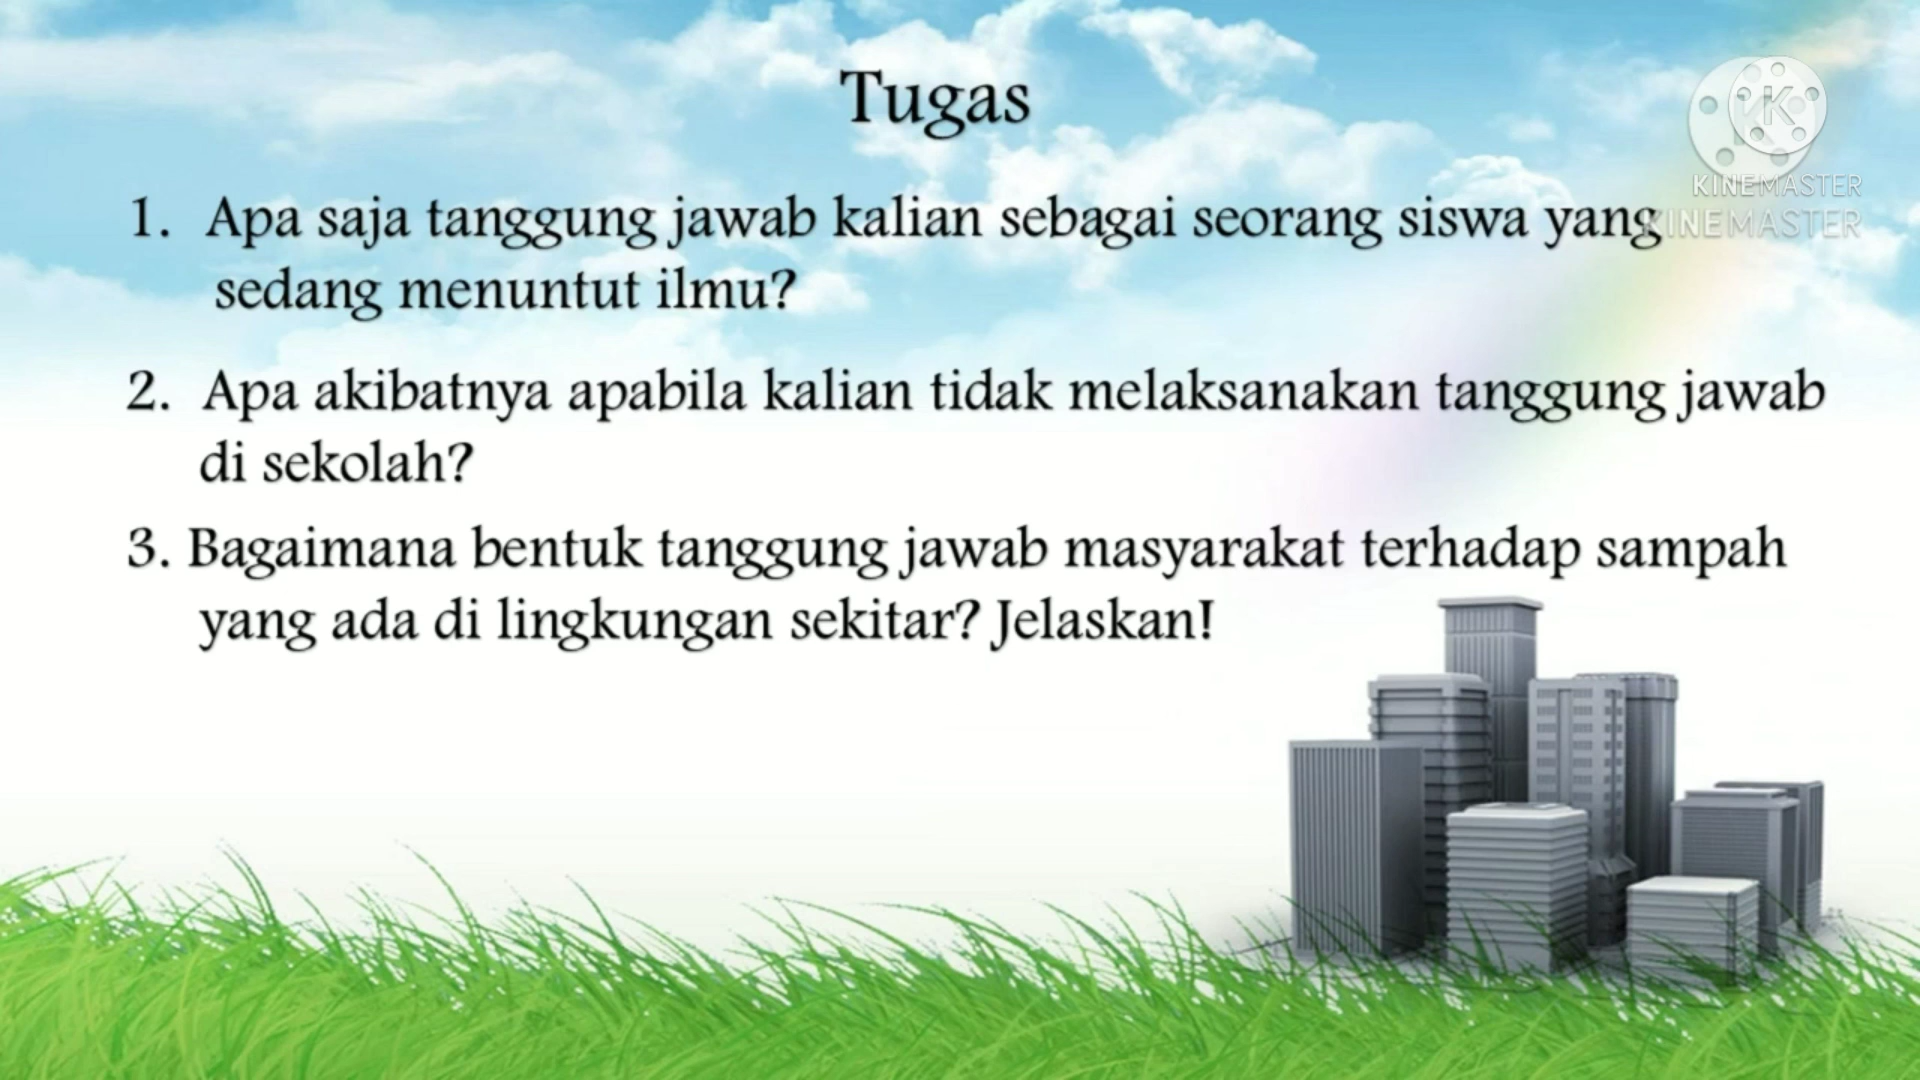 Tugas
KINEMASTER
KINEMASTER
1. Apa saja tanggung jawab kalian sebagai seorang siswa yang
sedang menuntut ilmu?
2. Apa akibatnya apabila kalian tidak melaksanakan tanggung jawab
di sekolah?
3. Bagaimana bentuk tanggung jawab masyarakat terhadap sampah
yang ada di lingkungan sekitar? Jelaskan!